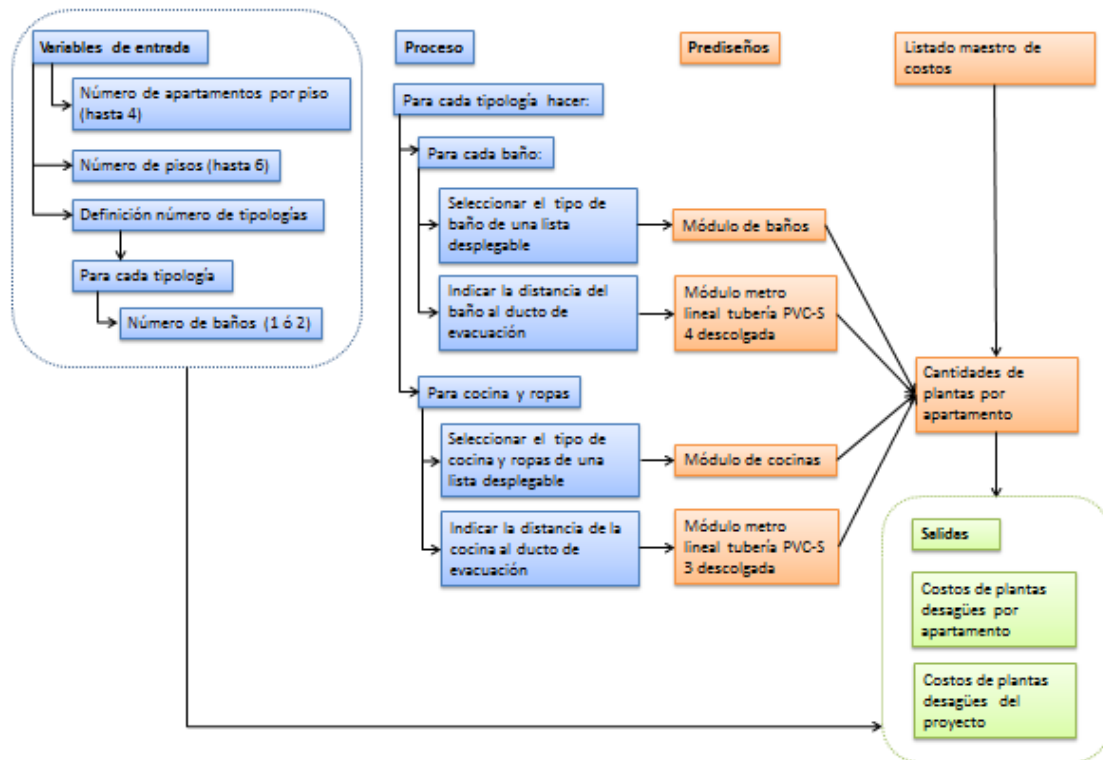 Variables de entrada
Número de apartamentos por piso
(hasta 4)
Número de pisos (hasta 6)
Definición número de tipologías
Para cada tipología
Número de baños (1 ó 2)
Proceso
Para cada tipología hacer:
Para cada baño:
Seleccionar el tipo de
baño de una lista
desplegable
Indicar la distancia del
baño al ducto de
evacuación
Para cocina y ropas
Seleccionar el tipo de
cocina y ropas de una
lista desplegable
Indicar la distancia de la
cocina al ducto de
evacuación
Prediseños
Módulo de baños
Módulo metro
lineal tubería PVC-S
4 descolgada
Módulo de cocinas
Módulo metro
lineal tubería PVC-S
3 descolgada
Listado maestro de
costos
Cantidades de
plantas por
apartamento
Salidas
Costos de plantas
desagües por
apartamento
Costos de plantas
desagües del
proyecto